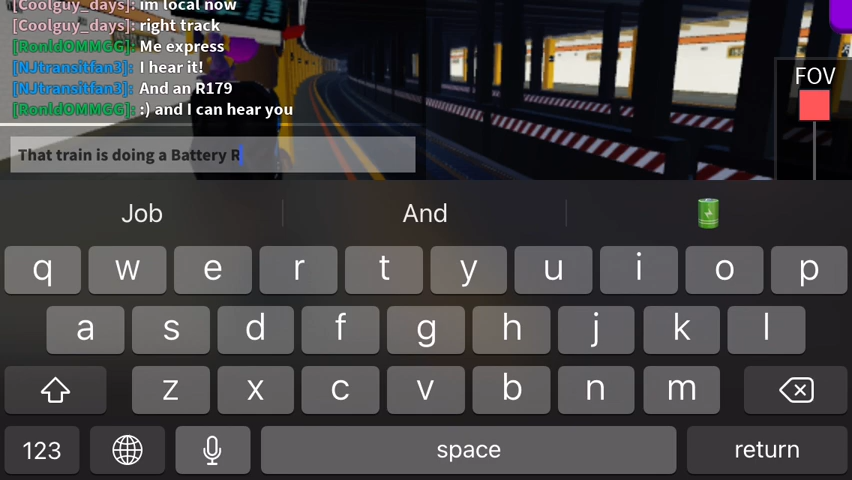 [Coolguy_days]: im local now
[Coolguy_days]: right track
[RonldOMMGG]: Me express
[NJtransitfan3]: I hear it!
[NJtransitfan3]: And an R179
[RonldOMMGG]: :) and I can hear you
FOV
That train is doing a Battery R
Job And
q w e r t y u i o p
a s d f g h j k l
z x c v b n m
123 space return